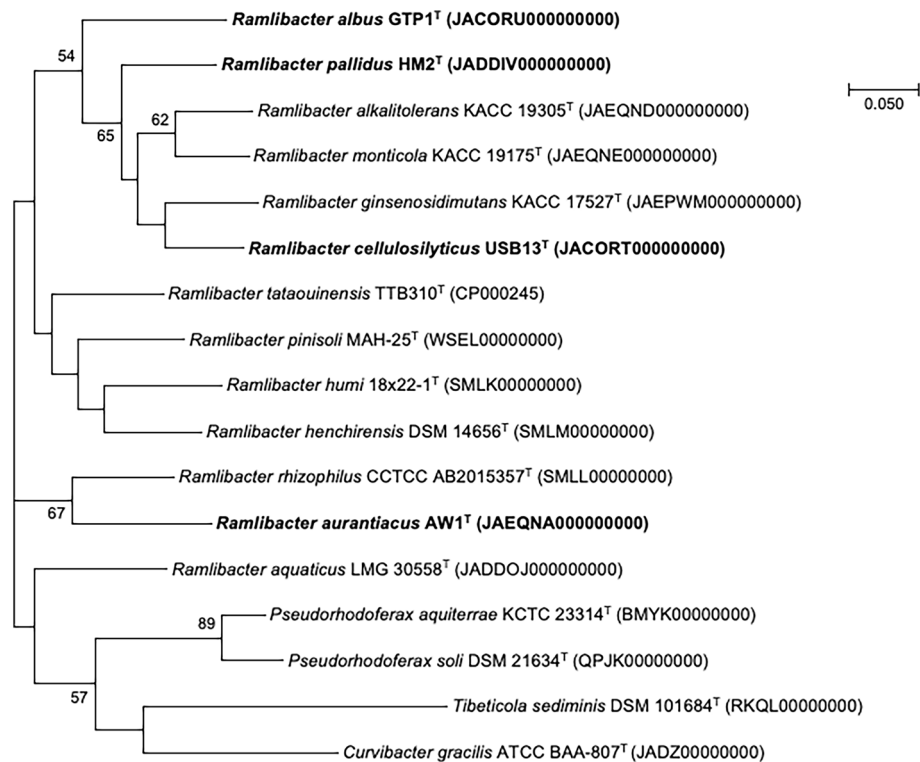 Ramlibacter albus GTP1T (JACORU000000000)
54
Ramlibacter pallidus HM2T (JADDIV000000000)
0.050
Ramlibacter alkalitolerans KACC 19305T (JAEQND000000000)
62
65
Ramlibacter monticola KACC 19175T (JAEQNE000000000)
Ramlibacter ginsenosidimutans KACC 17527T (JAEPWM000000000)
Ramlibacter cellulosilyticus USB13T (JACORT000000000)
Ramlibacter tataouinensis TTB310T (CP000245)
Ramlibacter pinisoli MAH-25T (WSEL00000000)
Ramlibacter humi 18x22-1T (SMLK00000000)
Ramlibacter henchirensis DSM 14656T (SMLM00000000)
Ramlibacter rhizophilus CCTCC AB2015357T (SMLL00000000)
67
Ramlibacter aurantiacus AW1T (JAEQNA000000000)
Ramlibacter aquaticus LMG 30558T (JADDOJ000000000)
Pseudorhodoferax aquiterrae KCTC 23314T (BMYK00000000)
89
Pseudorhodoferax soli DSM 21634T (QPJK00000000)
57
Tibeticola sediminis DSM 101684T (RKQL00000000)
Curvibacter gracilis ATCC BAA-807T (JADZ00000000)